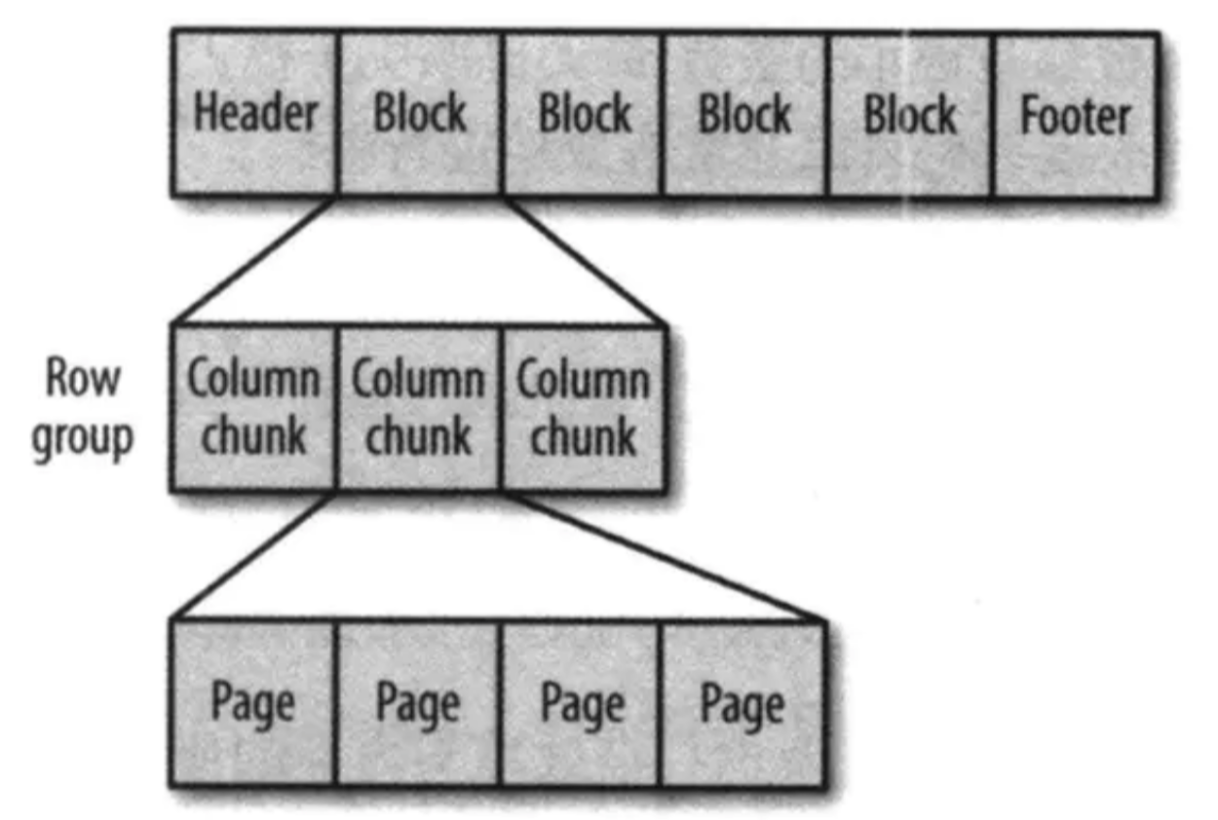 Header Block Block Block Block Footer
Row group
Column chunk Column chunk Column chunk
Page Page Page Page